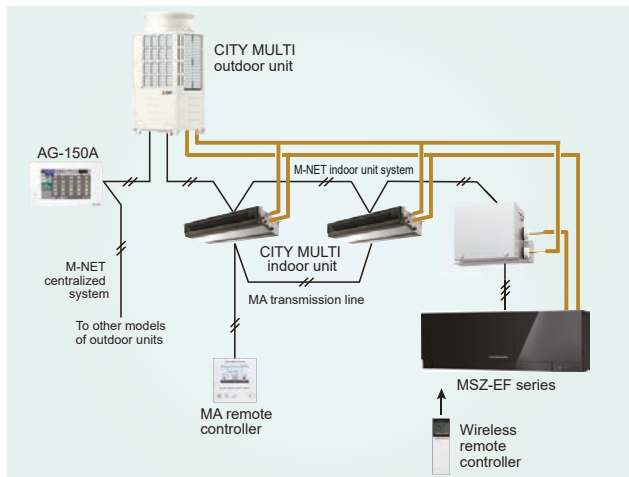 CITY MULTI
outdoor unit
AG-150A
M-NET indoor unit system
CITY MULTI
indoor unit
M-NET
centralized
system
MA transmission line
To other models
of outdoor units
MSZ-EF series
MA remote
controller
Wireless
remote
controller